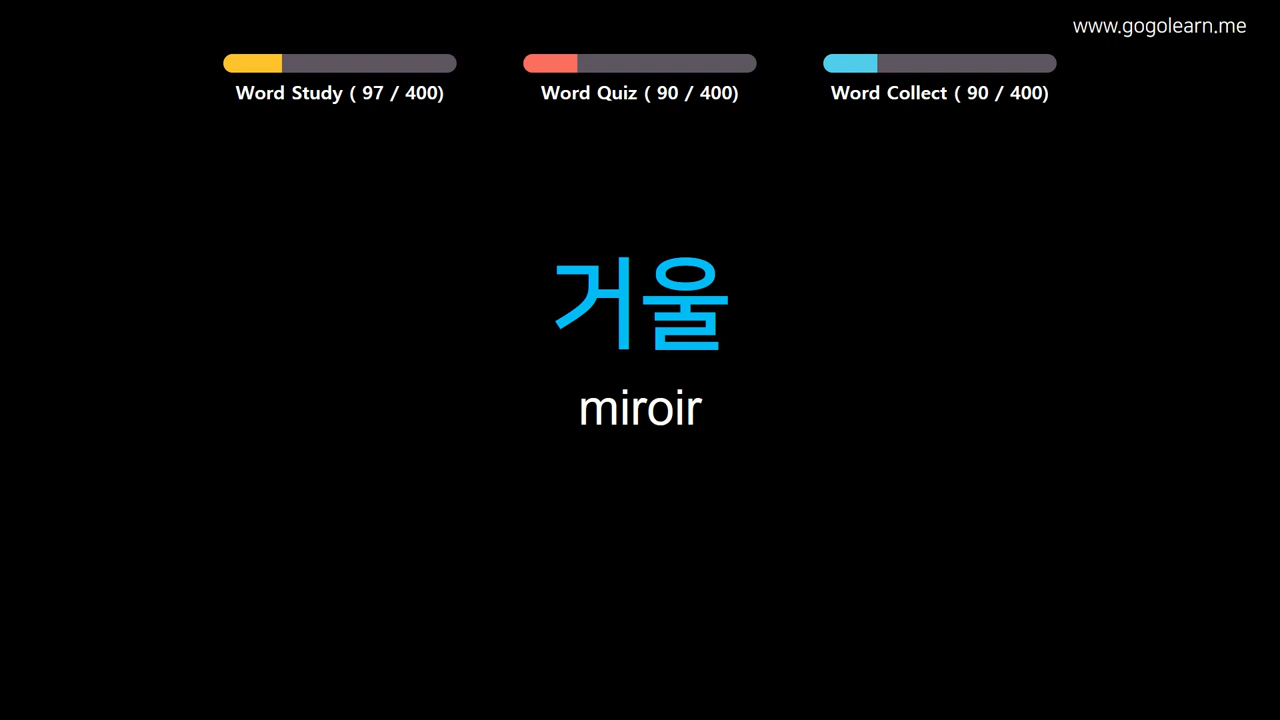 www.gogolearn.me
Word Study ( 97 / 400)
Word Quiz ( 90 / 400)
Word Collect ( 90 / 400)
거울
miroir